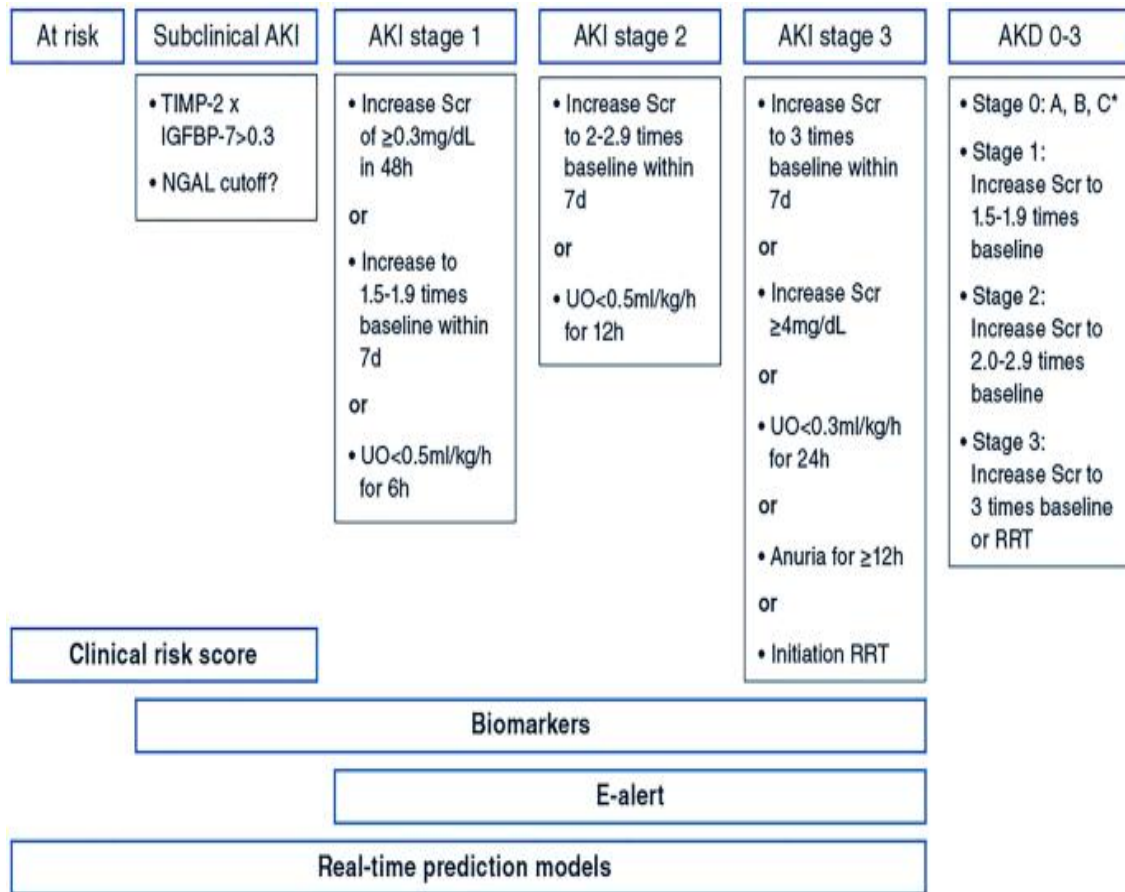 At risk
Subclinical AKI
AKI stage 1
AKI stage 2
AKI stage 3
AKD 0-3
• TIMP-2 x
IGFBP-7>0.3
• NGAL cutoff?
• Increase Scr
of ≥0.3mg/dL
in 48h
or
• Increase to
1.5-1.9 times
baseline within
7d
or
• UO<0.5ml/kg/h
for 6h
• Increase Scr
to 2-2.9 times
baseline within
7d
or
• UO<0.5ml/kg/h
for 12h
• Increase Scr
to 3 times
baseline within
7d
or
• Increase Scr
≥4mg/dL
or
• UO<0.3ml/kg/h
for 24h
or
• Anuria for ≥12h
or
• Initiation RRT
• Stage 0: A, B, C*
• Stage 1:
Increase Scr to
1.5-1.9 times
baseline
• Stage 2:
Increase Scr to
2.0-2.9 times
baseline
• Stage 3:
Increase Scr to
3 times baseline
or RRT
Clinical risk score
Biomarkers
E-alert
Real-time prediction models